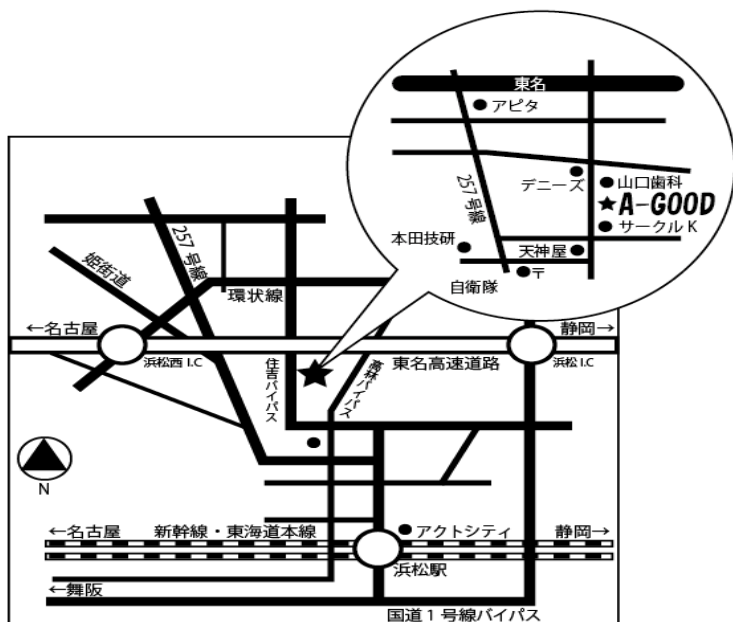 東名
アピタ
257号線
デニーズ
山口歯科
A-GOOD
サークルK
本田技研
天神屋
自衛隊
〒
姫街道
257号線
環状線
←名古屋
静岡→
浜松西I.C
住吉バイパス
高林バイパス
東名高速道路
浜松I.C
N
←名古屋
新幹線・東海道本線
アクトシティ
静岡→
浜松駅
←舞阪
国道1号線バイパス